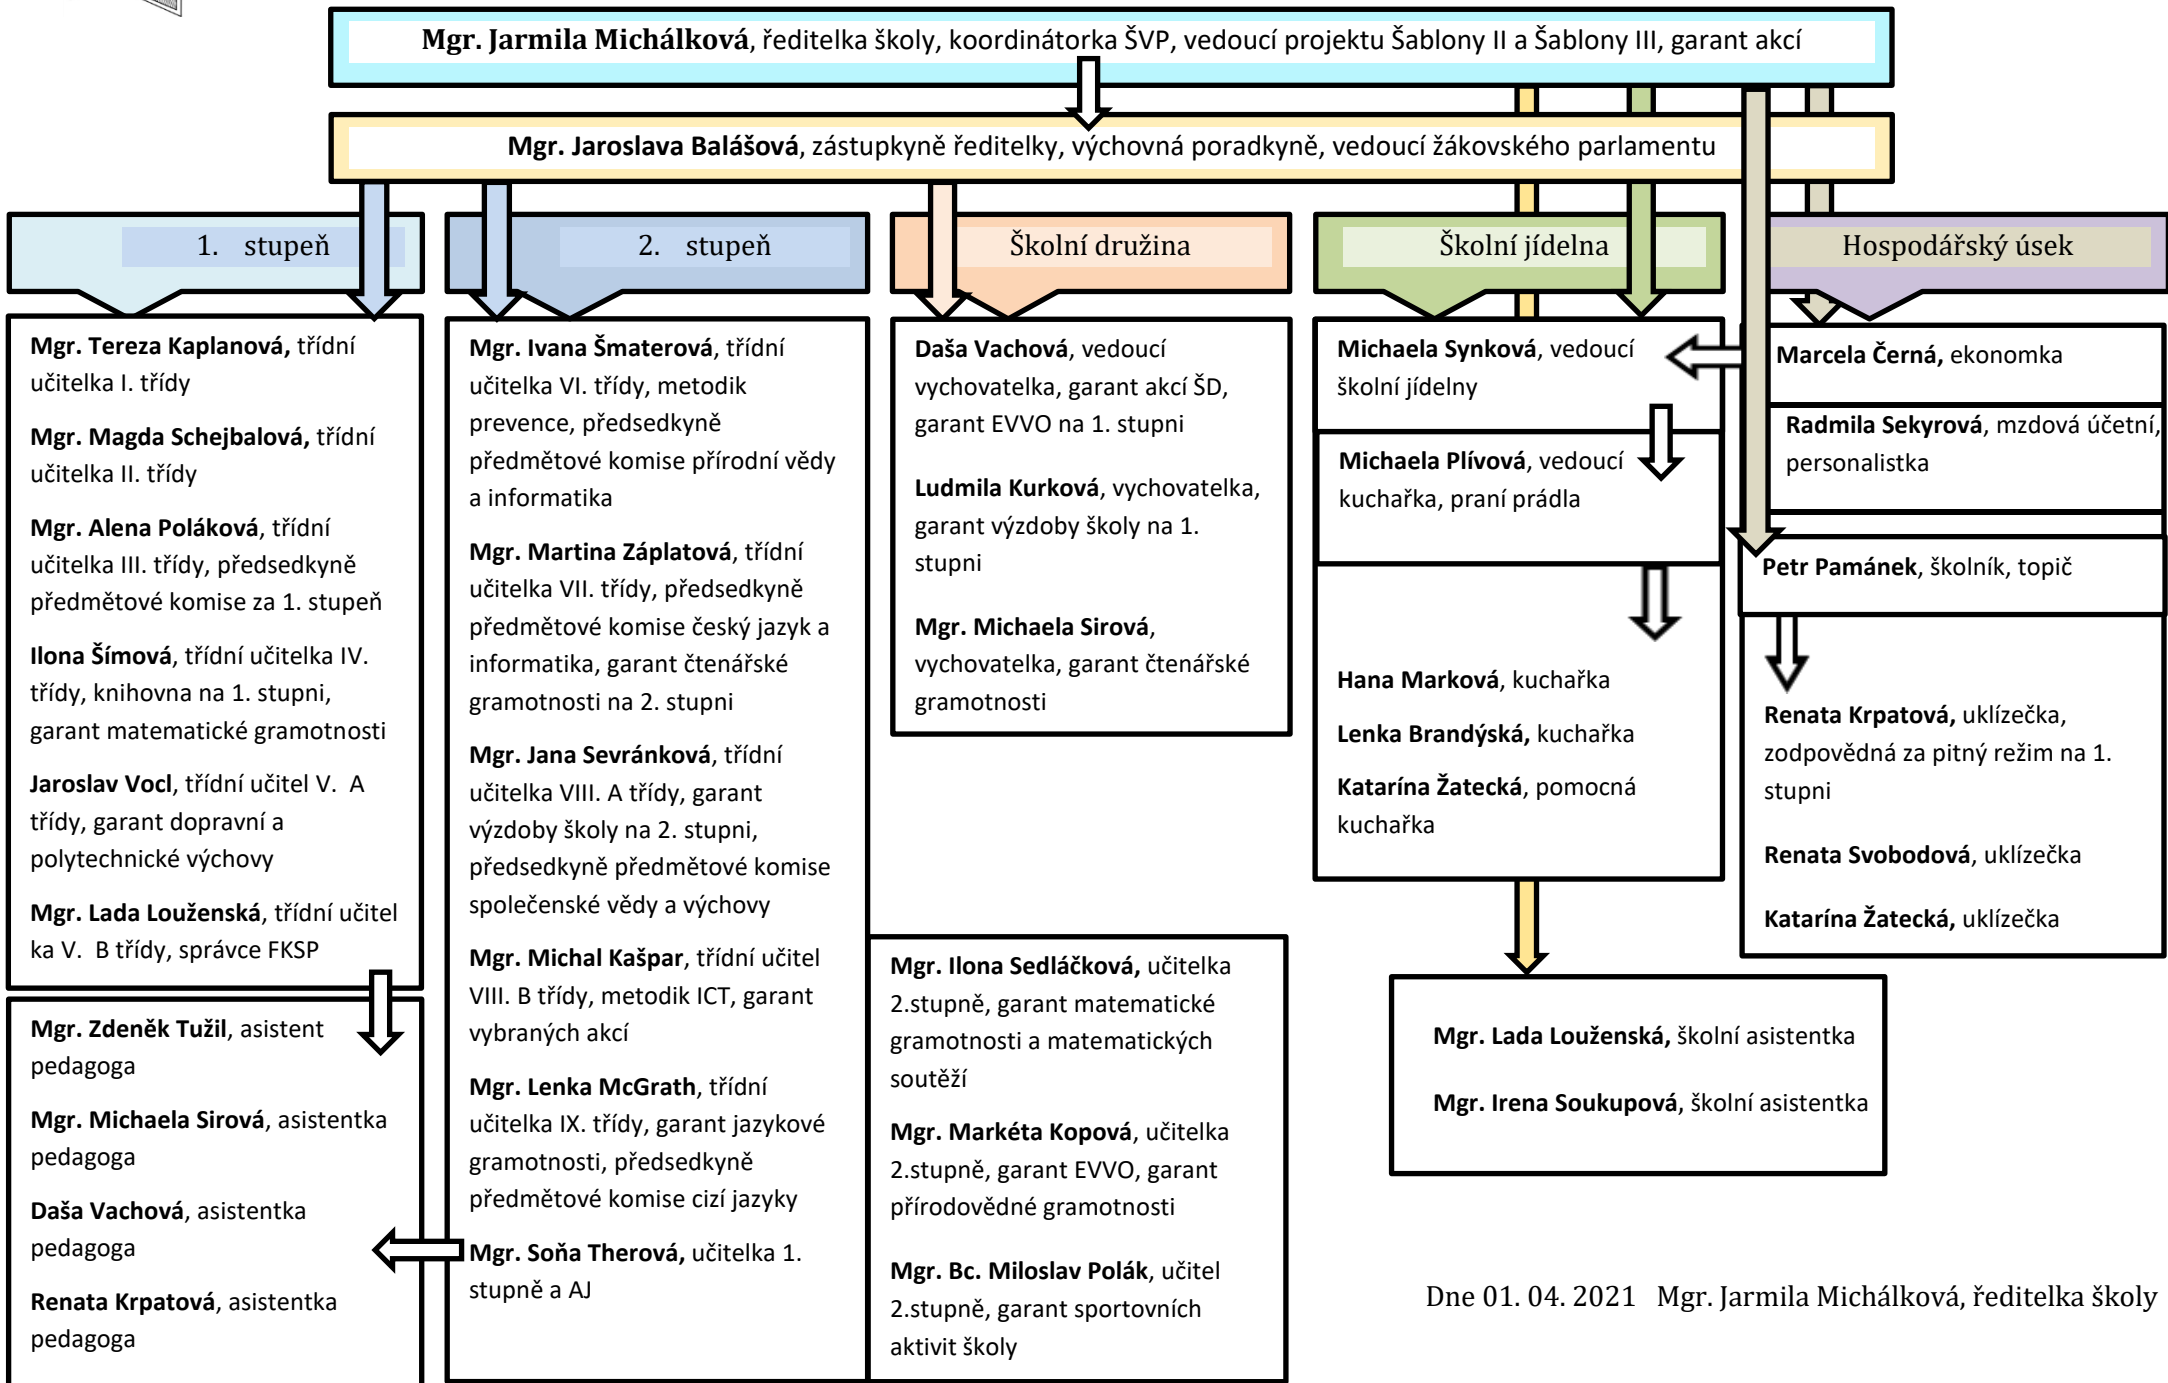 Mgr. Jarmila Michálková, ředitelka školy, koordinátorka ŠVP, vedoucí projektu Šablony II a Šablony III, garant akcí
Mgr. Jaroslava Balášová, zástupkyně ředitelky, výchovná poradkyně, vedoucí žákovského parlamentu
1. stupeň
Mgr. Tereza Kaplanová, třídní
učitelka I. třídy
Mgr. Magda Schejbalová, třídní
učitelka II. třídy
Mgr. Alena Poláková, třídní
učitelka III. třídy, předsedkyně
předmětové komise za 1. stupeň
Ilona Šímová, třídní učitelka IV.
třídy, knihovna na 1. stupni,
garant matematické gramotnosti
Jaroslav Vocl, třídní učitel V. A
třídy, garant dopravní a
polytechnické výchovy
Mgr. Lada Louženská, třídní učitel
ka V. B třídy, správce FKSP
Mgr. Zdeněk Tužil, asistent
pedagoga
Mgr. Michaela Sirová, asistentka
pedagoga
Daša Vachová, asistentka
pedagoga
Renata Krpatová, asistentka
pedagoga
2. stupeň
Mgr. Ivana Šmaterová, třídní
učitelka VI. třídy, metodik
prevence, předsedkyně
předmětové komise přírodní vědy
a informatika
Mgr. Martina Záplatová, třídní
učitelka VII. třídy, předsedkyně
předmětové komise český jazyk a
informatika, garant čtenářské
gramotnosti na 2. stupni
Mgr. Jana Sevránková, třídní
učitelka VIII. A třídy, garant
výzdoby školy na 2. stupni,
předsedkyně předmětové komise
společenské vědy a výchovy
Mgr. Michal Kašpar, třídní učitel
VIII. B třídy, metodik ICT, garant
vybraných akcí
Mgr. Lenka McGrath, třídní
učitelka IX. třídy, garant jazykové
gramotnosti, předsedkyně
předmětové komise cizí jazyky
Mgr. Soňa Therová, učitelka 1.
stupně a AJ
Školní družina
Daša Vachová, vedoucí
vychovatelka, garant akcí ŠD,
garant EVVO na 1. stupni
Ludmila Kurková, vychovatelka,
garant výzdoby školy na 1.
stupni
Mgr. Michaela Sirová,
vychovatelka, garant čtenářské
gramotnosti
Mgr. Ilona Sedláčková, učitelka
2.stupně, garant matematické
gramotnosti a matematických
soutěží
Mgr. Markéta Kopová, učitelka
2.stupně, garant EVVO, garant
přírodovědné gramotnosti
Mgr. Bc. Miloslav Polák, učitel
2.stupně, garant sportovních
aktivit školy
Školní jídelna
Michaela Synková, vedoucí
školní jídelny
Michaela Plívová, vedoucí
kuchařka, praní prádla
Hana Marková, kuchařka
Lenka Brandýská, kuchařka
Katarína Žatecká, pomocná
kuchařka
Mgr. Lada Louženská, školní asistentka
Mgr. Irena Soukupová, školní asistentka
Hospodářský úsek
Marcela Černá, ekonomka
Radmila Sekyrová, mzdová účetní,
personalistka
Petr Pamánek, školník, topič
Renata Krpatová, uklízečka,
zodpovědná za pitný režim na 1.
stupni
Renata Svobodová, uklízečka
Katarína Žatecká, uklízečka
Dne 01. 04. 2021 Mgr. Jarmila Michálková, ředitelka školy